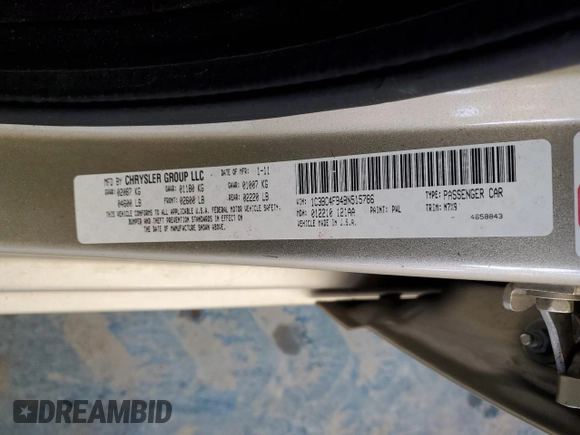 MFD BY CHRYSLER GROUP LLC DATE OF MFR: 1-11
GVWR: 02087 KG GAWR: 01180 KG GAWR: 01007 KG
04600 LB FRONT: 02600 LB REAR: 02220 LB
THIS VEHICLE CONFORMS TO ALL APPLICABLE U.S.A. FEDERAL MOTOR VEHICLE SAFETY,
BUMPER AND THEFT PREVENTION STANDARDS IN EFFECT ON
THE DATE OF MANUFACTURE SHOWN ABOVE.
VIN: TYPE: PASSENGER CAR
MDH: 012210 121AA PAINT: PWL TRIM: M7X9
VEHICLE MADE IN U.S.A. 4658843
DREAMBID